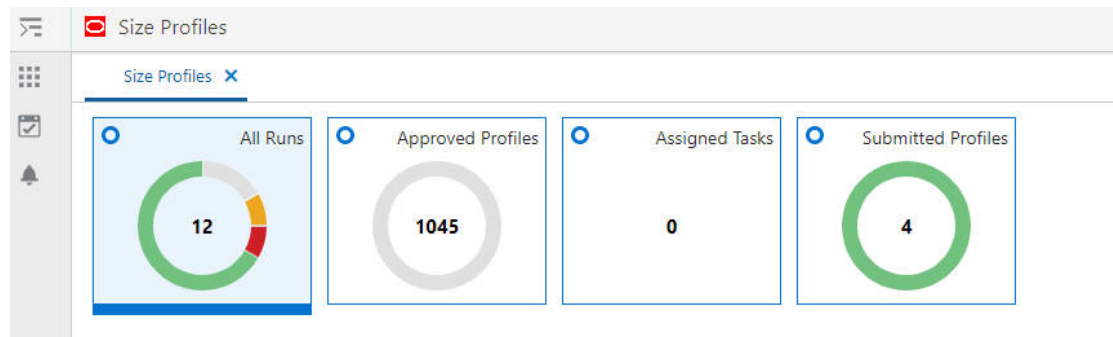 Size Profiles
Size Profiles
All Runs
12
Approved Profiles
1045
Assigned Tasks
0
Submitted Profiles
4